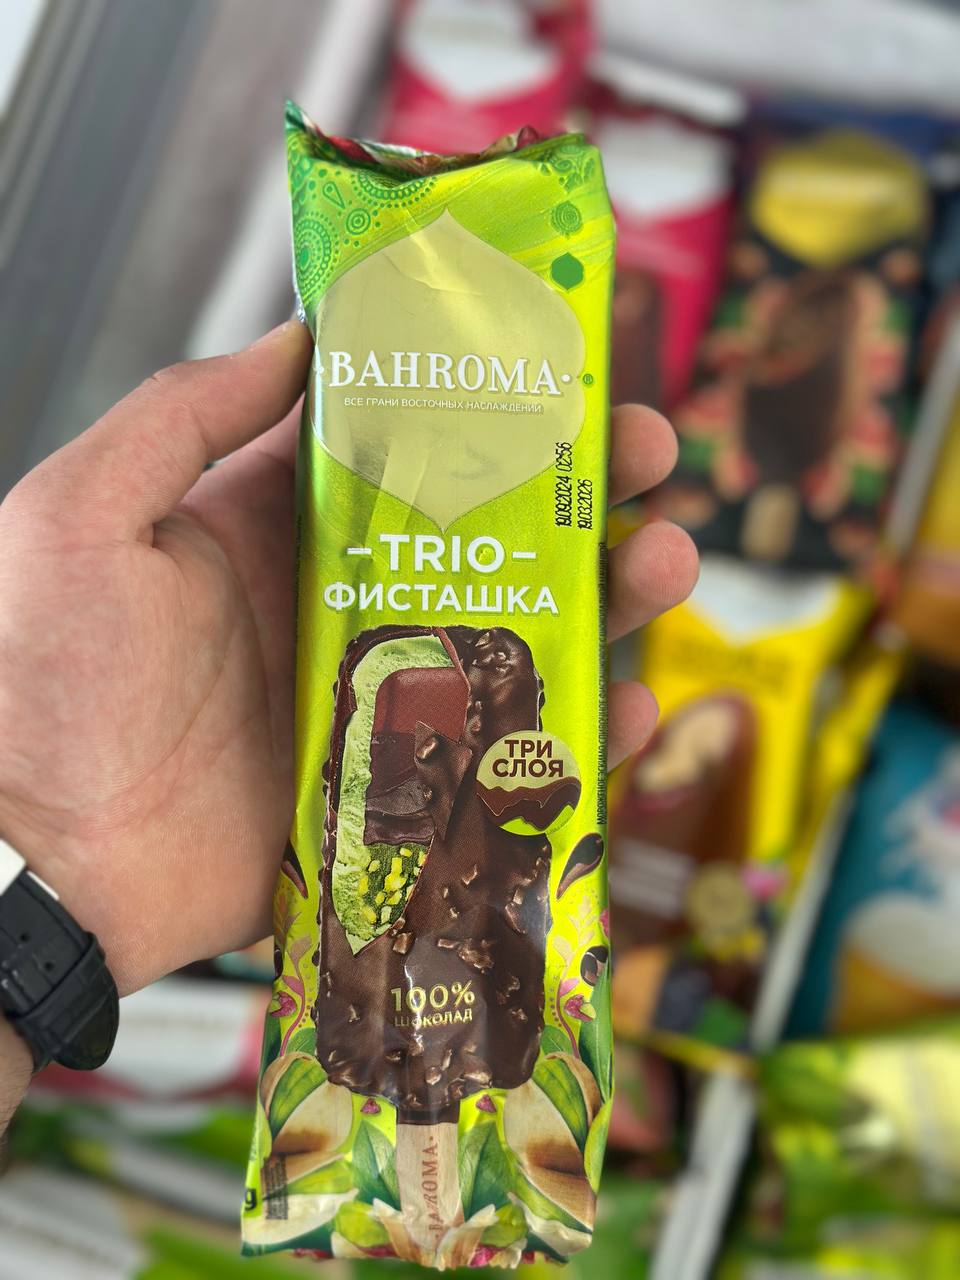 ·BAHROMA·
ВСЕ ГРАНИ ВОСТОЧНЫХ НАСЛАЖДЕНИЙ
19.09.2024 02:56
19.03.2026
-TRIO-
ФИСТАШКА
ТРИ
СЛОЯ
100%
ШОКОЛАД
BAHROMA·
g